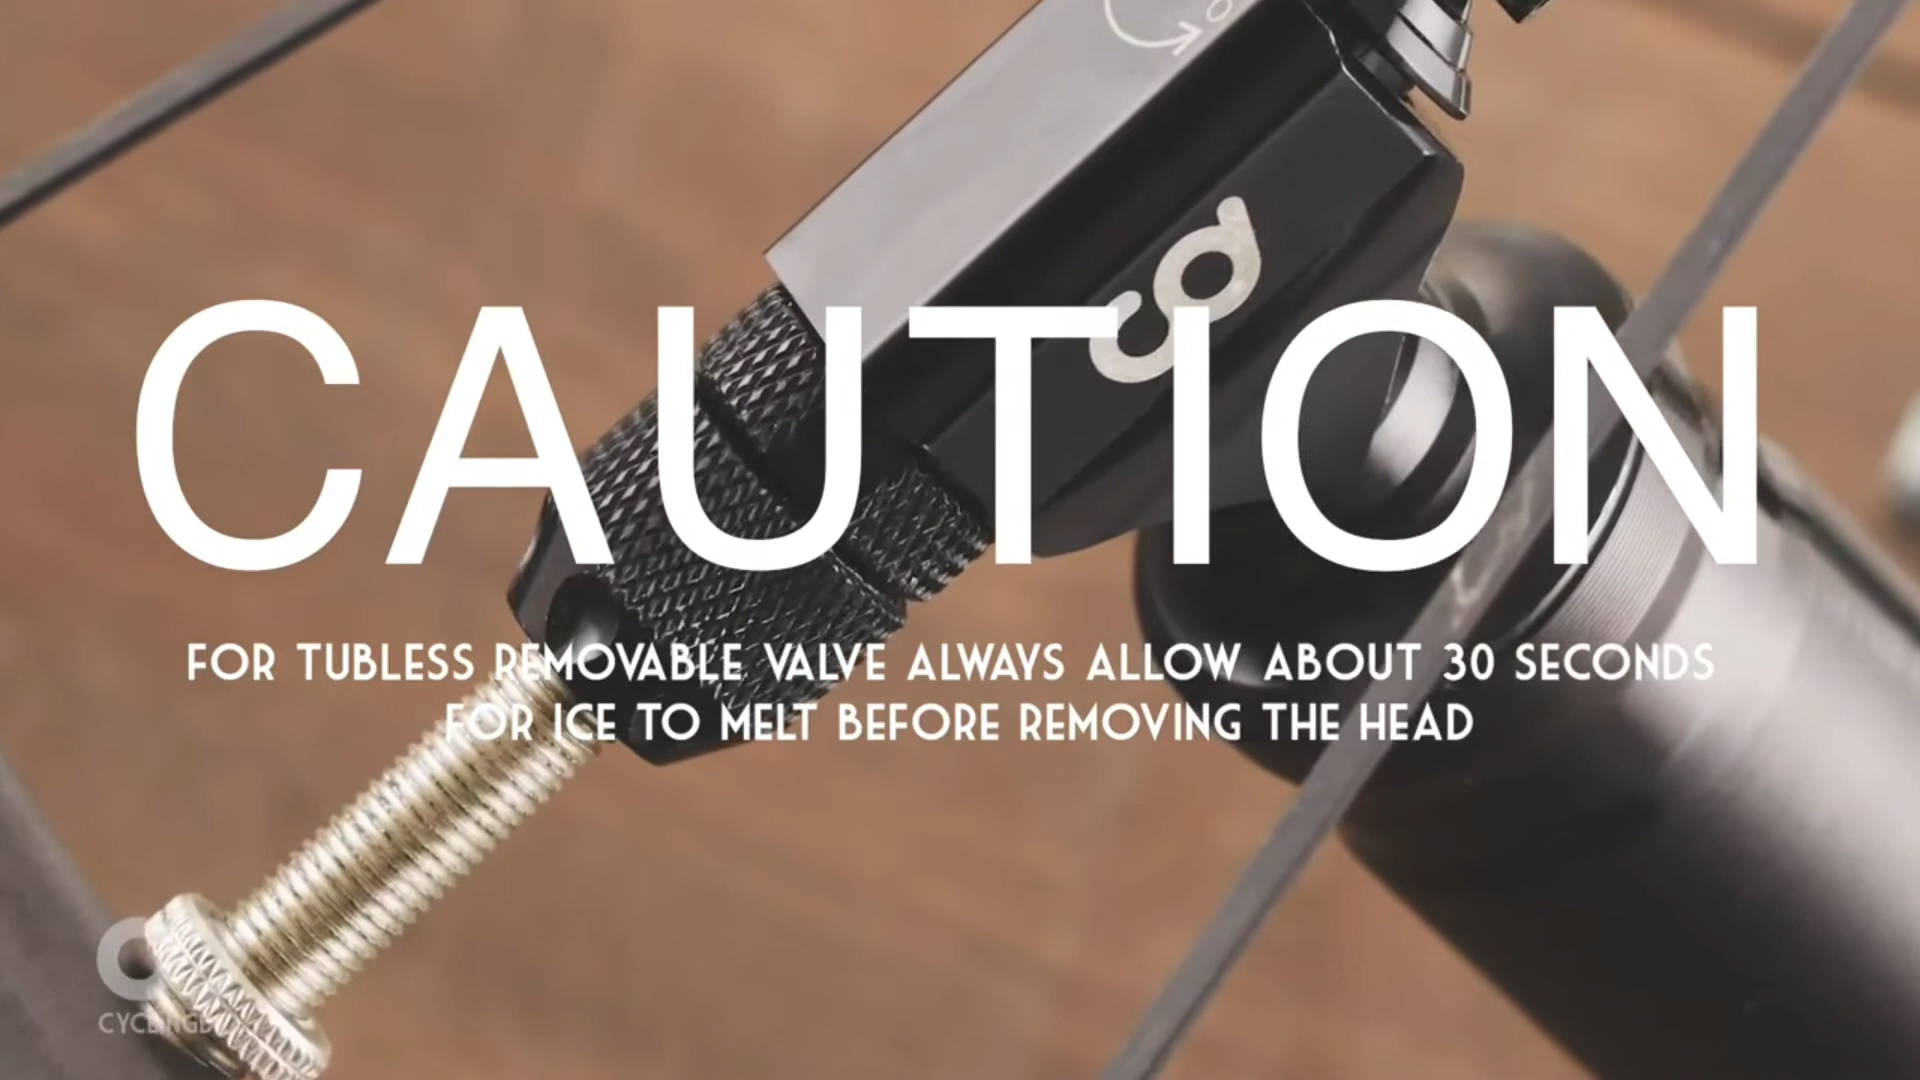 CAUTION
FOR TUBLESS REMOVABLE VALVE ALWAYS ALLOW ABOUT 30 SECONDS
FOR ICE TO MELT BEFORE REMOVING THE HEAD